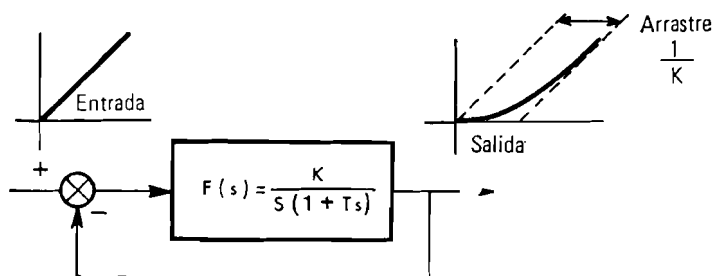 Arrastre
1
K
Entrada
Salida
+
−
F (s) = K
S (1 + Ts)